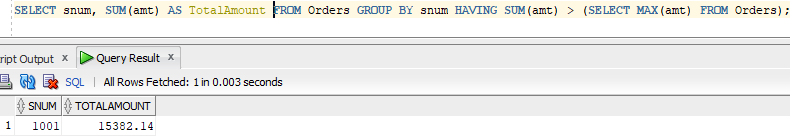 SELECT snum, SUM(amt) AS TotalAmount FROM Orders GROUP BY snum HAVING SUM(amt) > (SELECT MAX(amt) FROM Orders);
ript Output × Query Result ×
SQL | All Rows Fetched: 1 in 0.003 seconds
SNUM TOTALAMOUNT
1 1001 15382.14